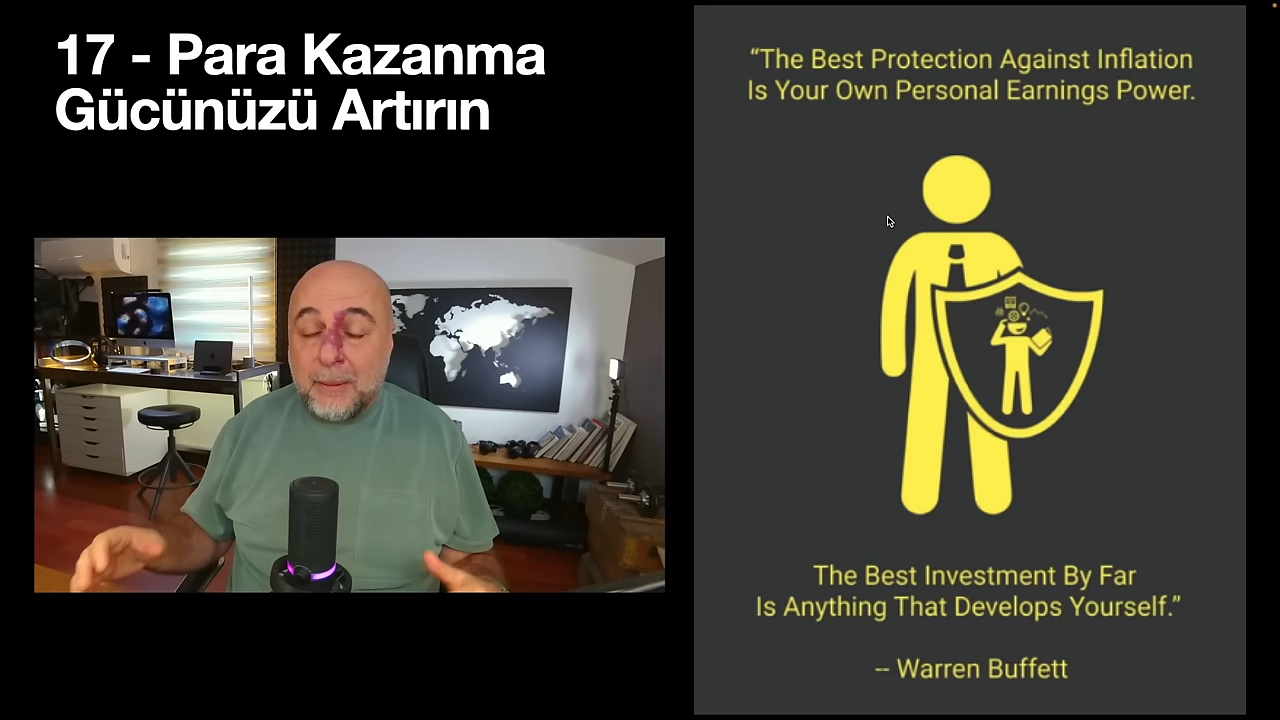 17 - Para Kazanma
Gücünüzü Artırın
“The Best Protection Against Inflation
Is Your Own Personal Earnings Power.
The Best Investment By Far
Is Anything That Develops Yourself.”
-- Warren Buffett